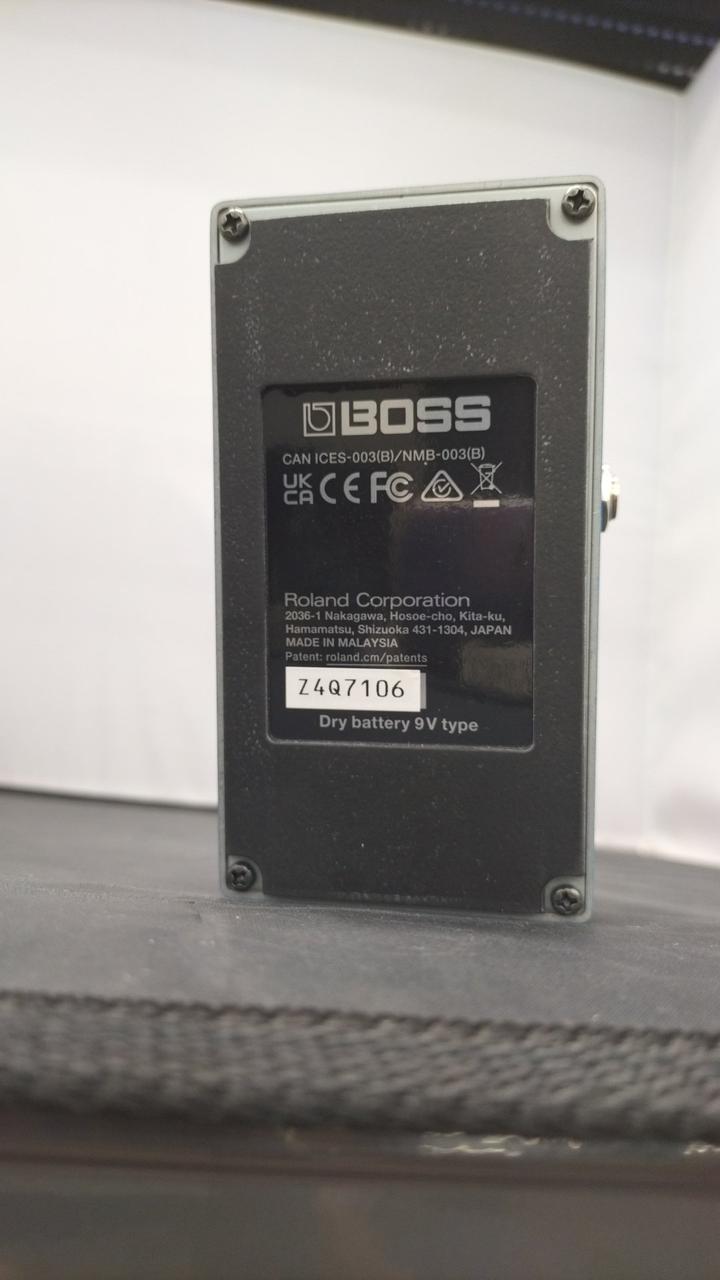 BOSS
CAN ICES-003(B)/NMB-003(B)
UK CA CE FC
Roland Corporation
2036-1 Nakagawa, Hosoe-cho, Kita-ku,
Hamamatsu, Shizuoka 431-1304, JAPAN
MADE IN MALAYSIA
Patent: roland.cm/patents
Z4Q7106
Dry battery 9V type